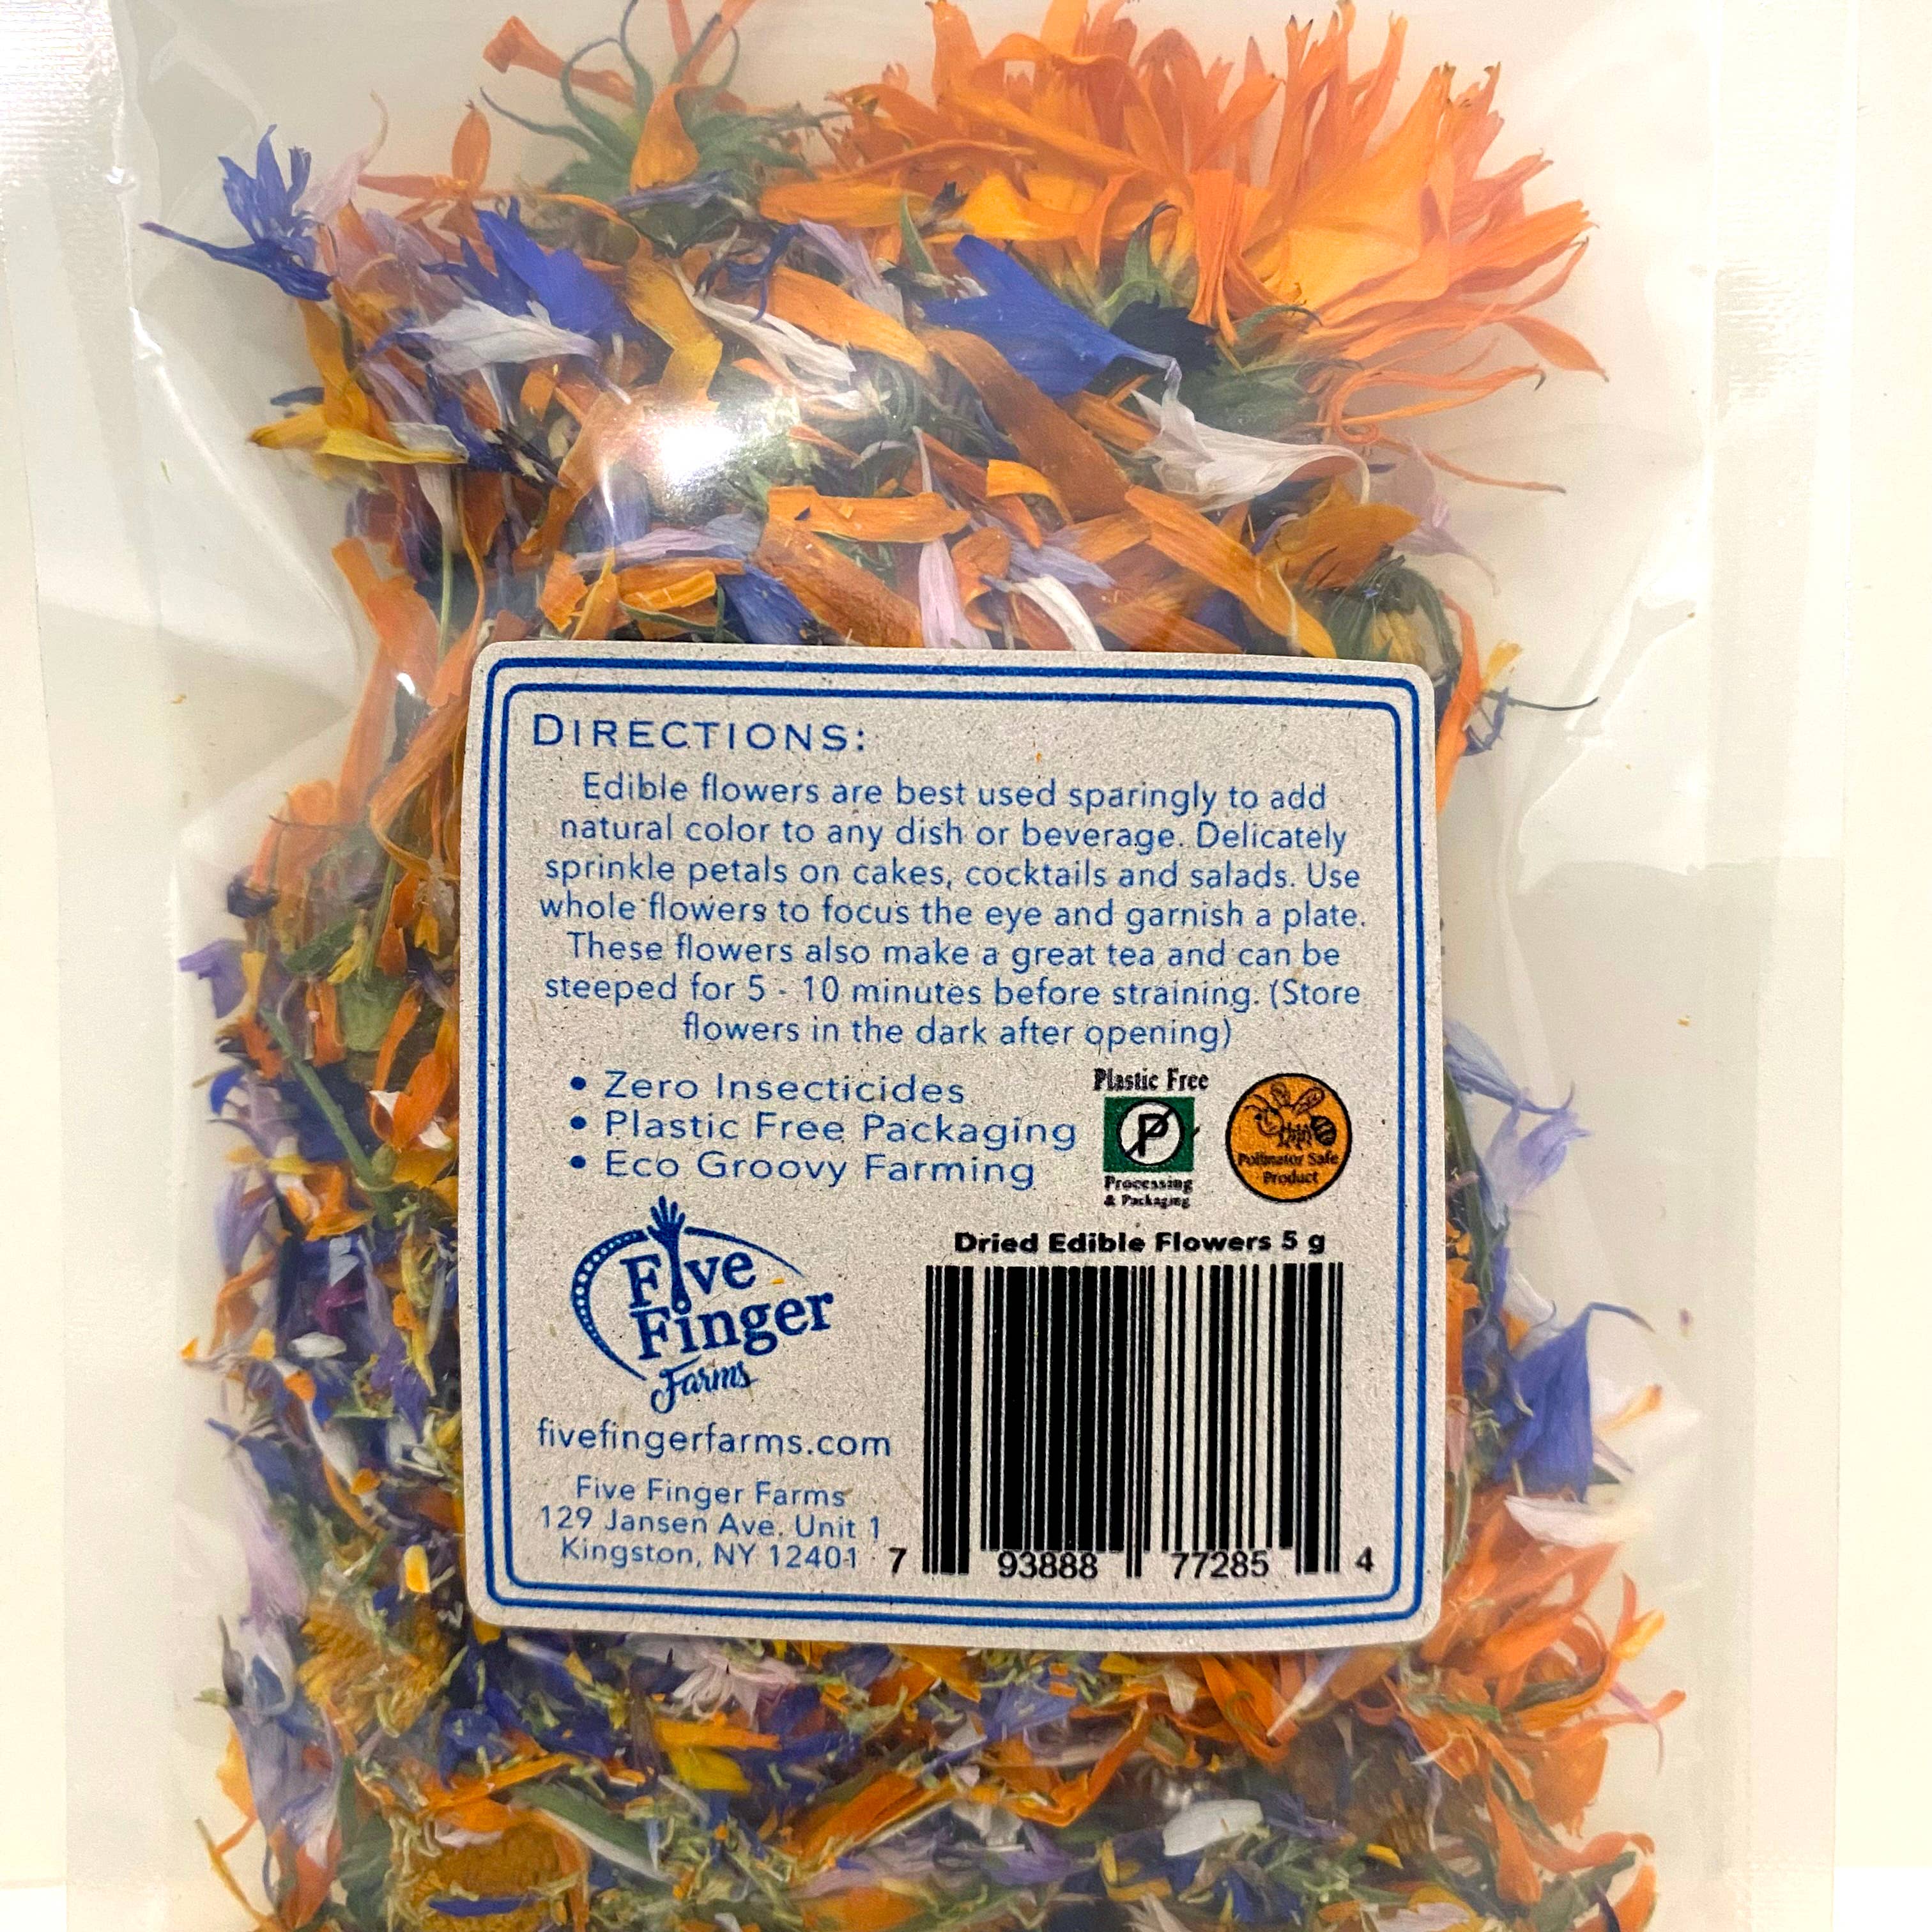 DIRECTIONS:
Edible flowers are best used sparingly to add
natural color to any dish or beverage. Delicately
sprinkle petals on cakes, cocktails and salads. Use
whole flowers to focus the eye and garnish a plate.
These flowers also make a great tea and can be
steeped for 5 - 10 minutes before straining. (Store
flowers in the dark after opening)
• Zero Insecticides
• Plastic Free Packaging
• Eco Groovy Farming
Plastic Free
P
Processing
& Packaging
Pollinator Safe
Product
Five
Finger
Farms
fivefingerfarms.com
Five Finger Farms
129 Jansen Ave. Unit 1
Kingston, NY 12401
Dried Edible Flowers 5 g
7 93888 77285 4